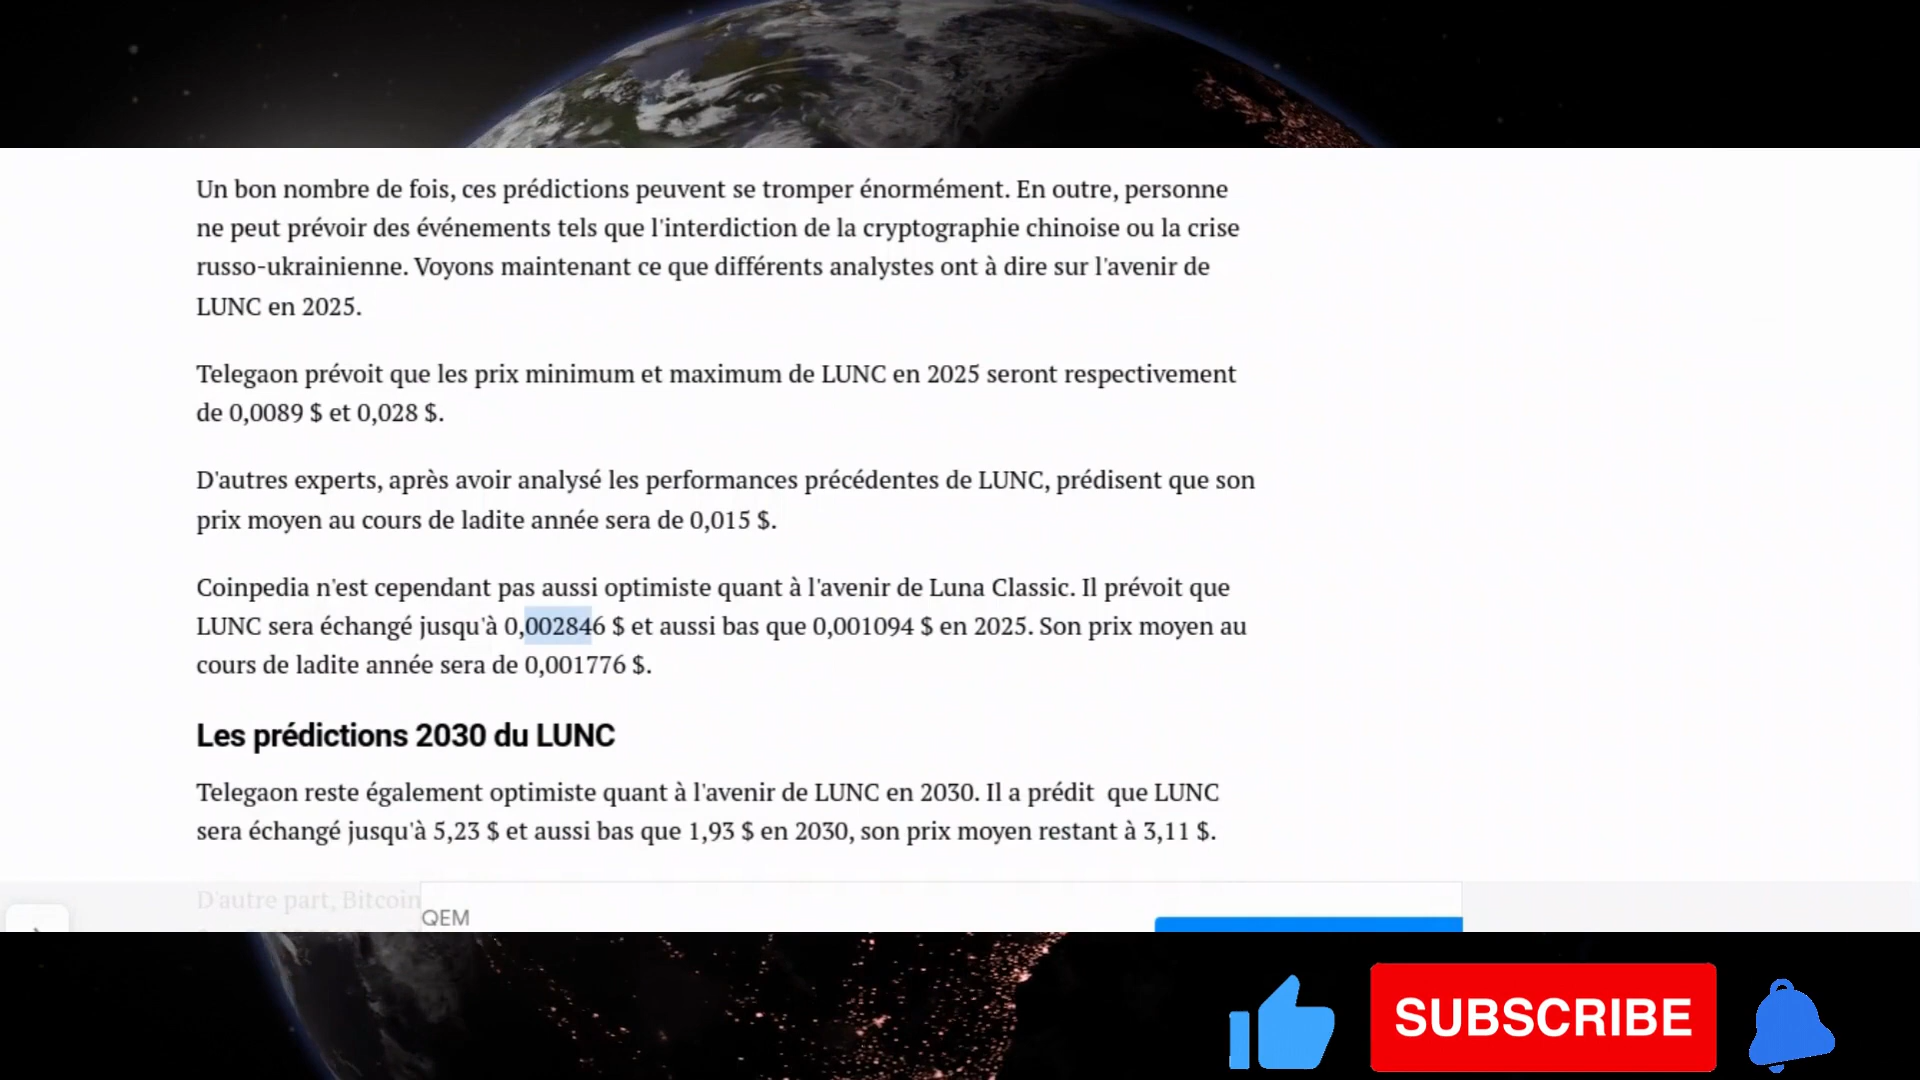 Un bon nombre de fois, ces prédictions peuvent se tromper énormément. En outre, personne
ne peut prévoir des événements tels que l'interdiction de la cryptographie chinoise ou la crise
russo-ukrainienne. Voyons maintenant ce que différents analystes ont à dire sur l'avenir de
LUNC en 2025.
Telegaon prévoit que les prix minimum et maximum de LUNC en 2025 seront respectivement
de 0,0089 $ et 0,028 $.
D'autres experts, après avoir analysé les performances précédentes de LUNC, prédisent que son
prix moyen au cours de ladite année sera de 0,015 $.
Coinpedia n'est cependant pas aussi optimiste quant à l'avenir de Luna Classic. Il prévoit que
LUNC sera échangé jusqu'à 0,002846 $ et aussi bas que 0,001094 $ en 2025. Son prix moyen au
cours de ladite année sera de 0,001776 $.
Les prédictions 2030 du LUNC
Telegaon reste également optimiste quant à l'avenir de LUNC en 2030. Il a prédit  que LUNC
sera échangé jusqu'à 5,23 $ et aussi bas que 1,93 $ en 2030, son prix moyen restant à 3,11 $.
D'autre part, Bitcoin
QEM
SUBSCRIBE